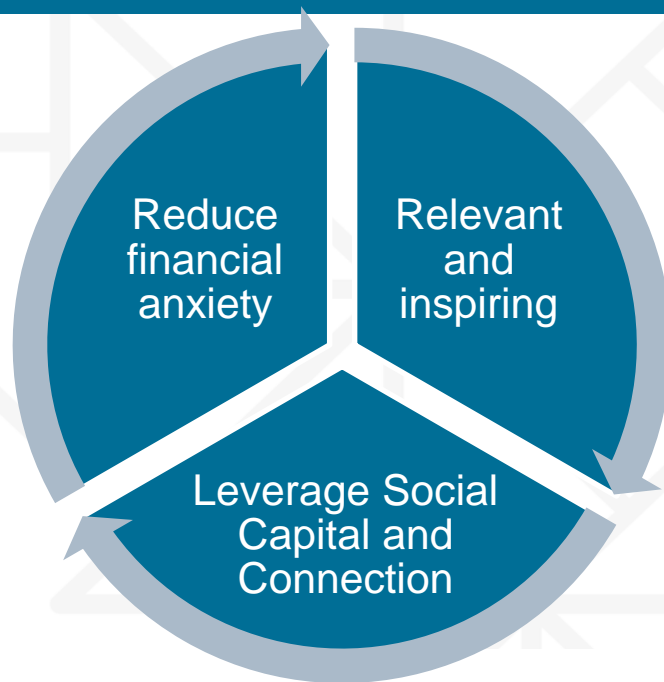 Reduce
financial
anxiety
Relevant
and
inspiring
Leverage Social
Capital and
Connection